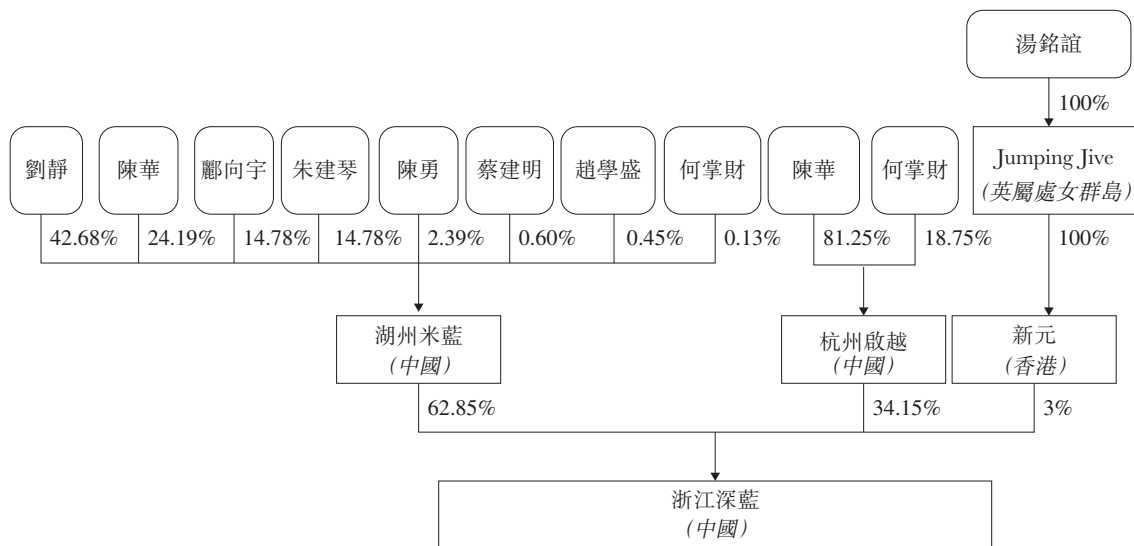 湯銘誼
100%
劉靜
陳華
酈向宇
朱建琴
陳勇
蔡建明
趙學盛
何掌財
陳華
何掌財
Jumping Jive
(英屬處女群島)
42.68%
24.19%
14.78%
14.78%
2.39%
0.60%
0.45%
0.13%
81.25%
18.75%
100%
湖州米藍
(中國)
杭州啟越
(中國)
新元
(香港)
62.85%
34.15%
3%
浙江深藍
(中國)